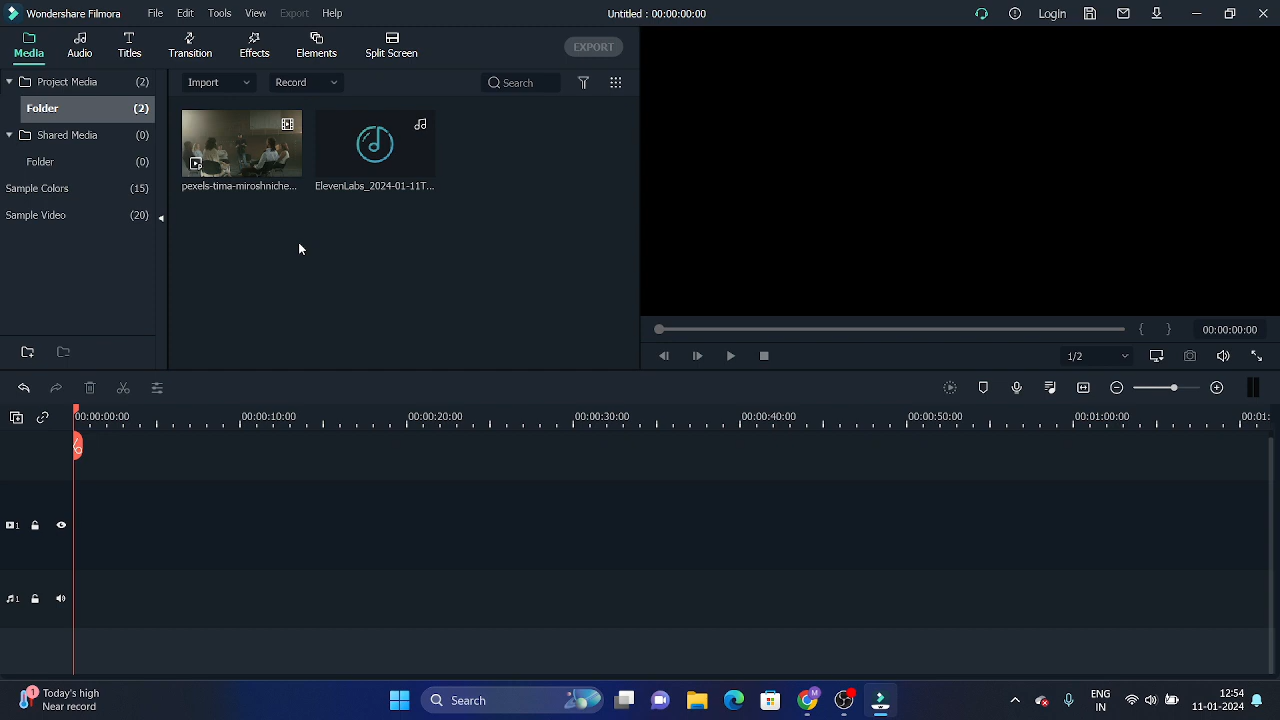 Wondershare Filmora File Edit Tools View Export Help Untitled : 00:00:00:00 Login
Media Audio Titles Transition Effects Elements Split Screen EXPORT
Project Media (2) Import Record Search
Folder (2)
Shared Media (0)
Folder (0)
Sample Colors (15)
Sample Video (20)
pexels-tima-miroshniche... ElevenLabs_2024-01-11T...
{ } 00:00:00:00
1/2
00:00:00:00 00:00:10:00 00:00:20:00 00:00:30:00 00:00:40:00 00:00:50:00 00:01:00:00 00:01:
1
1
1 Today's high
Near record
Search
M
ENG
IN
12:54
11-01-2024